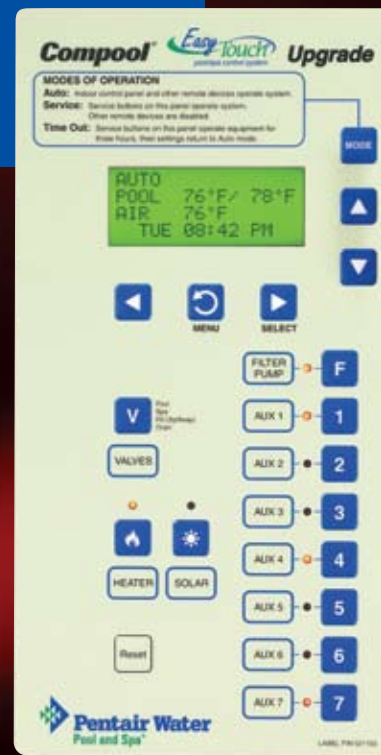 Compool® EasyTouch® Upgrade
pool/spa control system
MODES OF OPERATION
Auto: Indoor control panel and other remote devices operate system.
Service: Service buttons on this panel operate system.
Other remote devices are disabled.
Time Out: Service buttons on this panel operate equipment for
three hours, then settings return to Auto mode.
MODE
AUTO
POOL 76°F/ 78°F
AIR 76°F
TUE 08:42 PM
MENU
SELECT
FILTER
PUMP
F
V
Pool
Spa
Fill (Spillway)
Drain
AUX 1
1
VALVES
AUX 2
2
AUX 3
3
HEATER
SOLAR
AUX 4
4
AUX 5
5
Reset
AUX 6
6
AUX 7
7
Pentair Water
Pool and Spa®
LABEL P/N